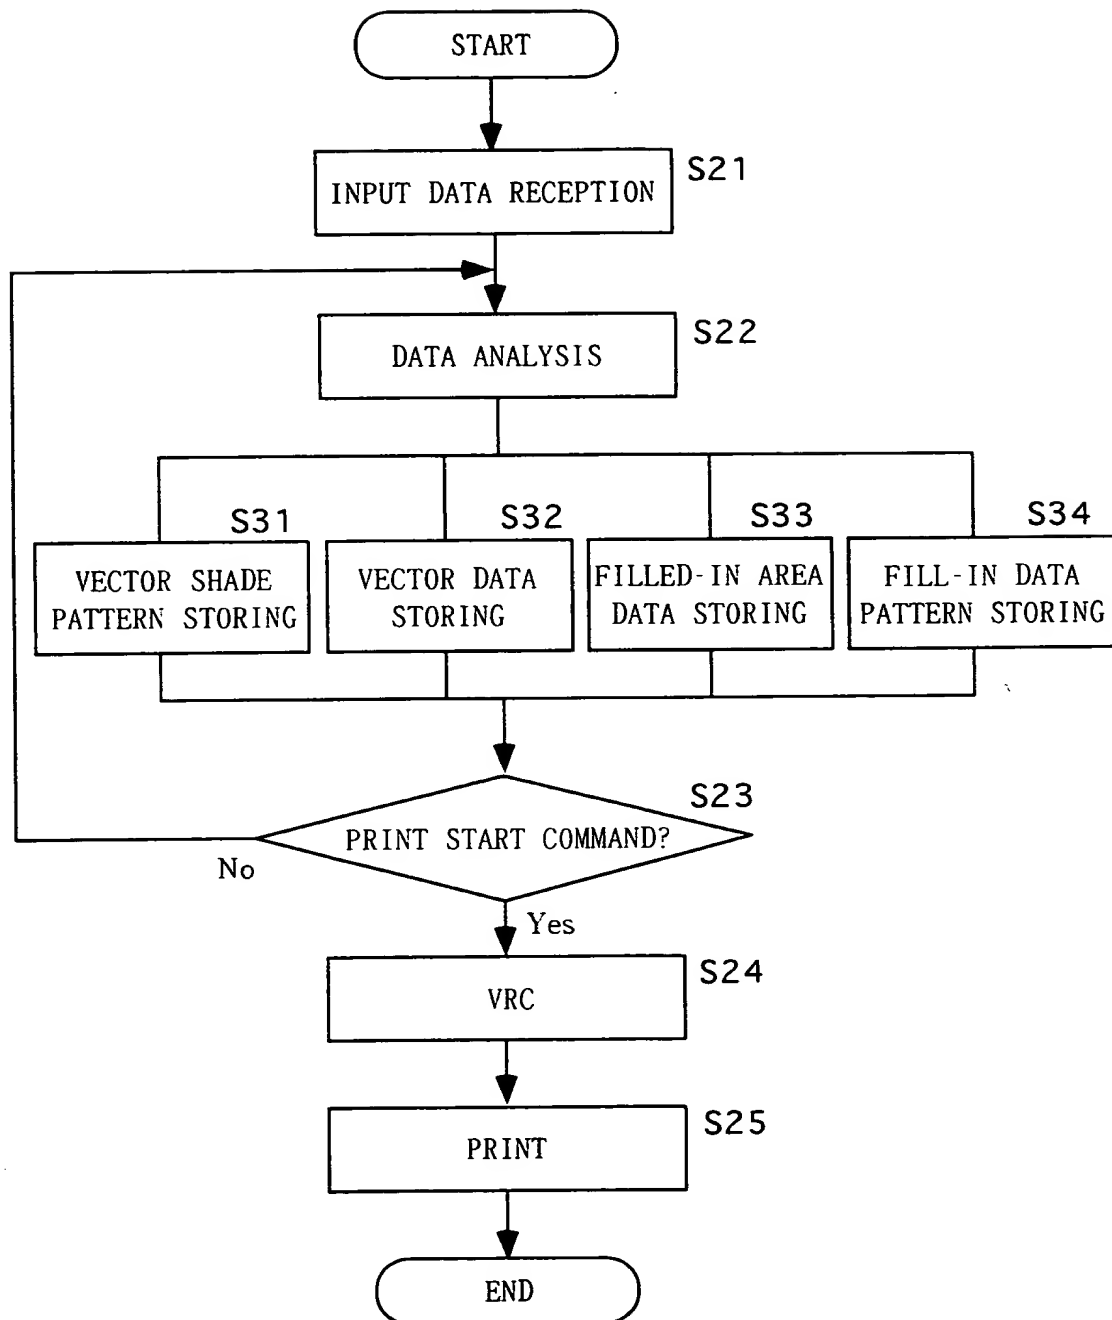 START
S21
INPUT DATA RECEPTION
S22
DATA ANALYSIS
S31
VECTOR SHADE
PATTERN STORING
S32
VECTOR DATA
STORING
S33
FILLED-IN AREA
DATA STORING
S34
FILL-IN DATA
PATTERN STORING
S23
PRINT START COMMAND?
No
Yes
S24
VRC
S25
PRINT
END